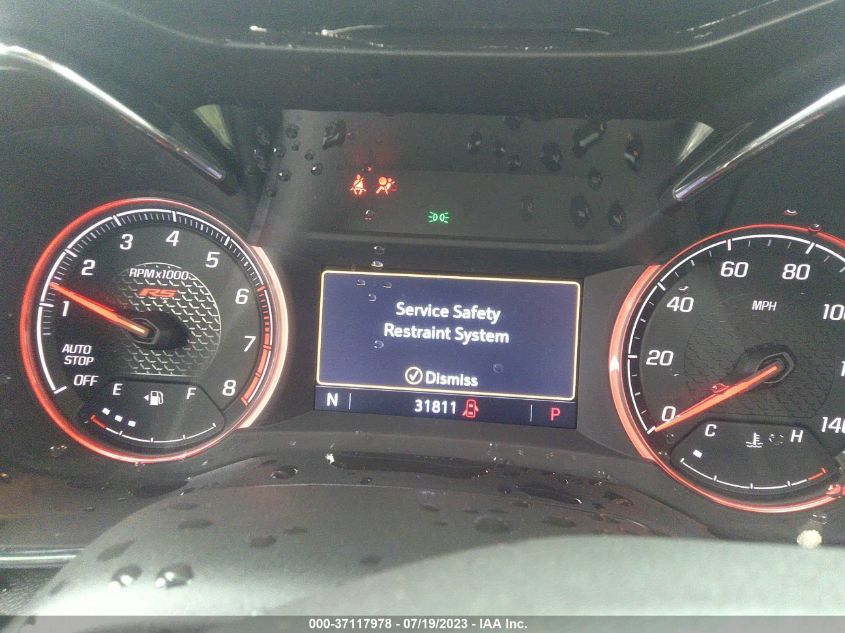 RPMx1000
RS
1
2
3
4
5
6
7
8
AUTO
STOP
OFF
E
F
Service Safety
Restraint System
Dismiss
N
31811
P
0
20
40
60
80
100
140
MPH
C
H
000-37117978 - 07/19/2023 - IAA Inc.